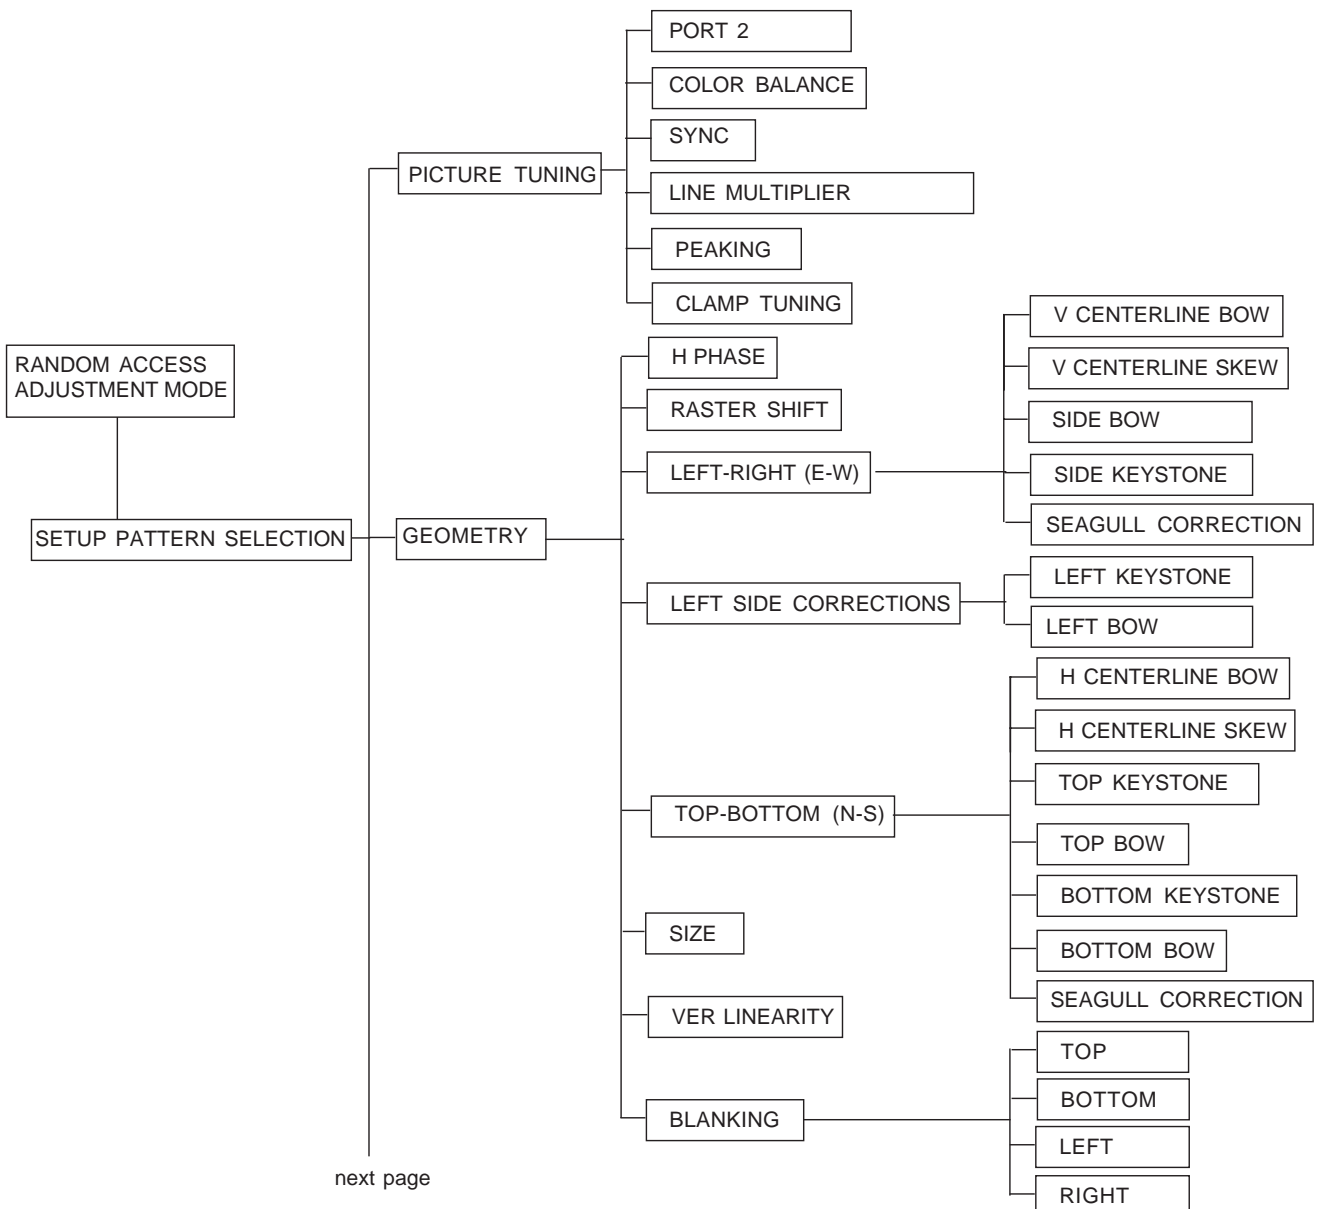 PORT 2
COLOR BALANCE
SYNC
PICTURE TUNING
LINE MULTIPLIER
PEAKING
CLAMP TUNING
RANDOM ACCESS
ADJUSTMENT MODE
SETUP PATTERN SELECTION
GEOMETRY
H PHASE
RASTER SHIFT
LEFT-RIGHT (E-W)
V CENTERLINE BOW
V CENTERLINE SKEW
SIDE BOW
SIDE KEYSTONE
SEAGULL CORRECTION
LEFT SIDE CORRECTIONS
LEFT KEYSTONE
LEFT BOW
TOP-BOTTOM (N-S)
H CENTERLINE BOW
H CENTERLINE SKEW
TOP KEYSTONE
TOP BOW
BOTTOM KEYSTONE
BOTTOM BOW
SEAGULL CORRECTION
SIZE
VER LINEARITY
BLANKING
TOP
BOTTOM
LEFT
RIGHT
next page